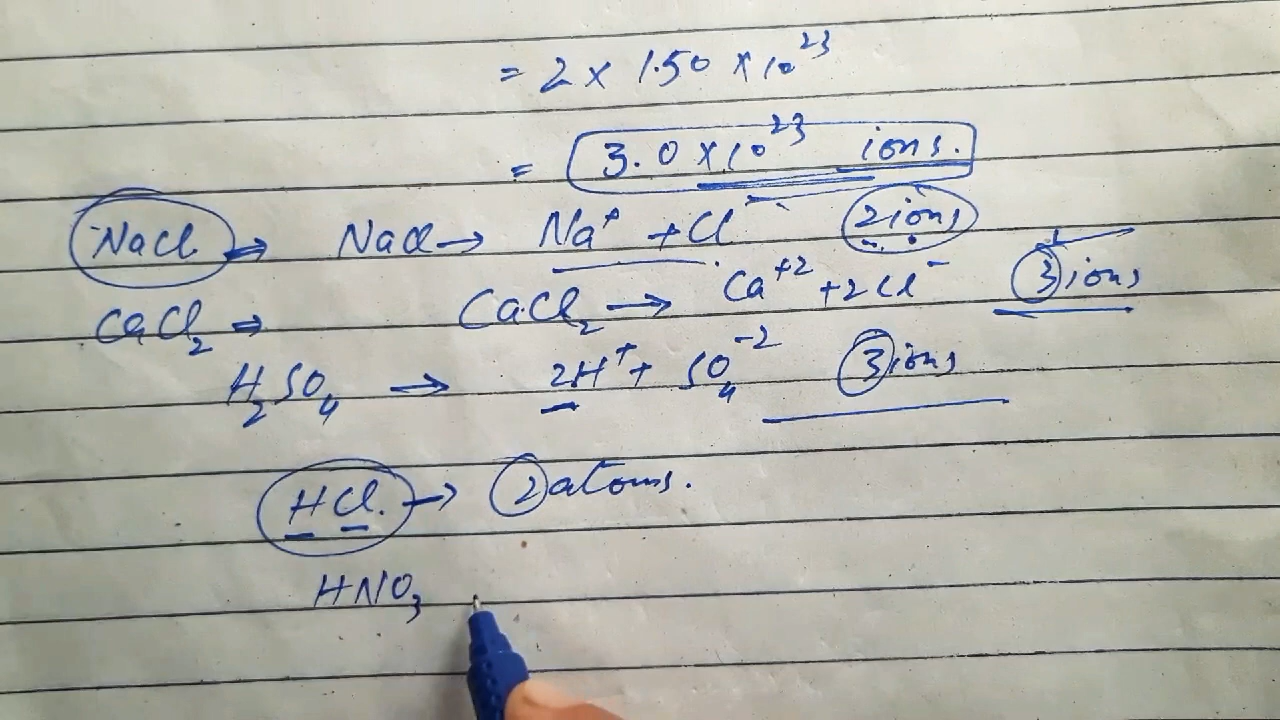 = 2 × 1.50 × 10²³
= 3.0 × 10²³ ions.
NaCl. ⇒ NaCl → Na⁺ + Cl⁻ 2 ions
CaCl₂ ⇒ CaCl₂ → Ca⁺² + 2Cl⁻ 3 ions
H₂SO₄ → 2H⁺ + SO₄⁻² 3 ions
HCl. → 2 atoms.
HNO₃